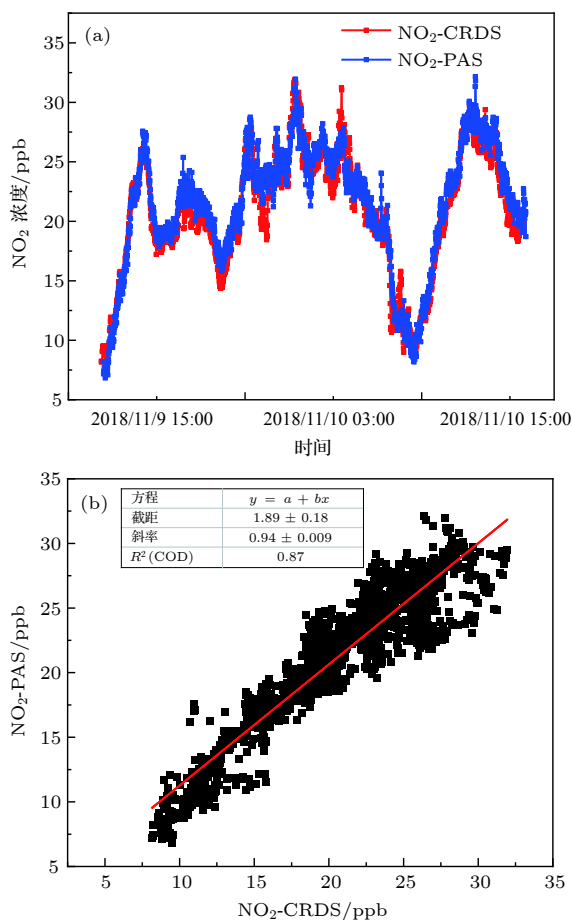 (a)
NO₂-CRDS
NO₂-PAS
NO₂ 浓度/ppb
35
30
25
20
15
10
5
2018/11/9 15:00 2018/11/10 03:00 2018/11/10 15:00
时间
(b)
方程 y = a + bx
截距 1.89 ± 0.18
斜率 0.94 ± 0.009
R²(COD) 0.87
NO₂-PAS/ppb
35
30
25
20
15
10
5
5 10 15 20 25 30 35
NO₂-CRDS/ppb